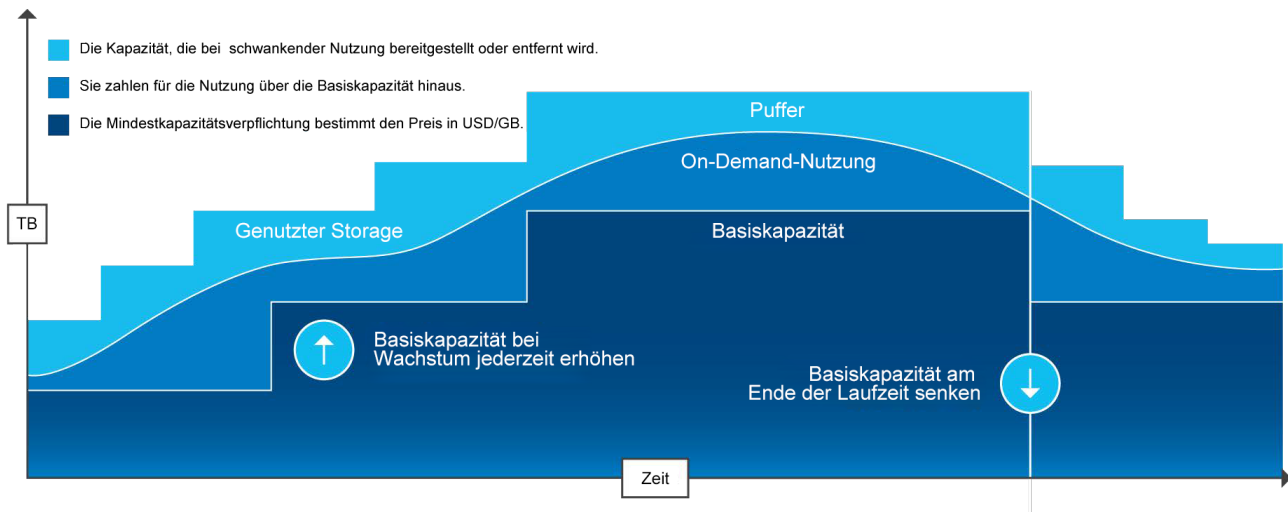 Die Kapazität, die bei schwankender Nutzung bereitgestellt oder entfernt wird.
Sie zahlen für die Nutzung über die Basiskapazität hinaus.
Die Mindestkapazitätsverpflichtung bestimmt den Preis in USD/GB.
Puffer
On-Demand-Nutzung
TB
Genutzter Storage
Basiskapazität
Basiskapazität bei
Wachstum jederzeit erhöhen
Basiskapazität am
Ende der Laufzeit senken
Zeit